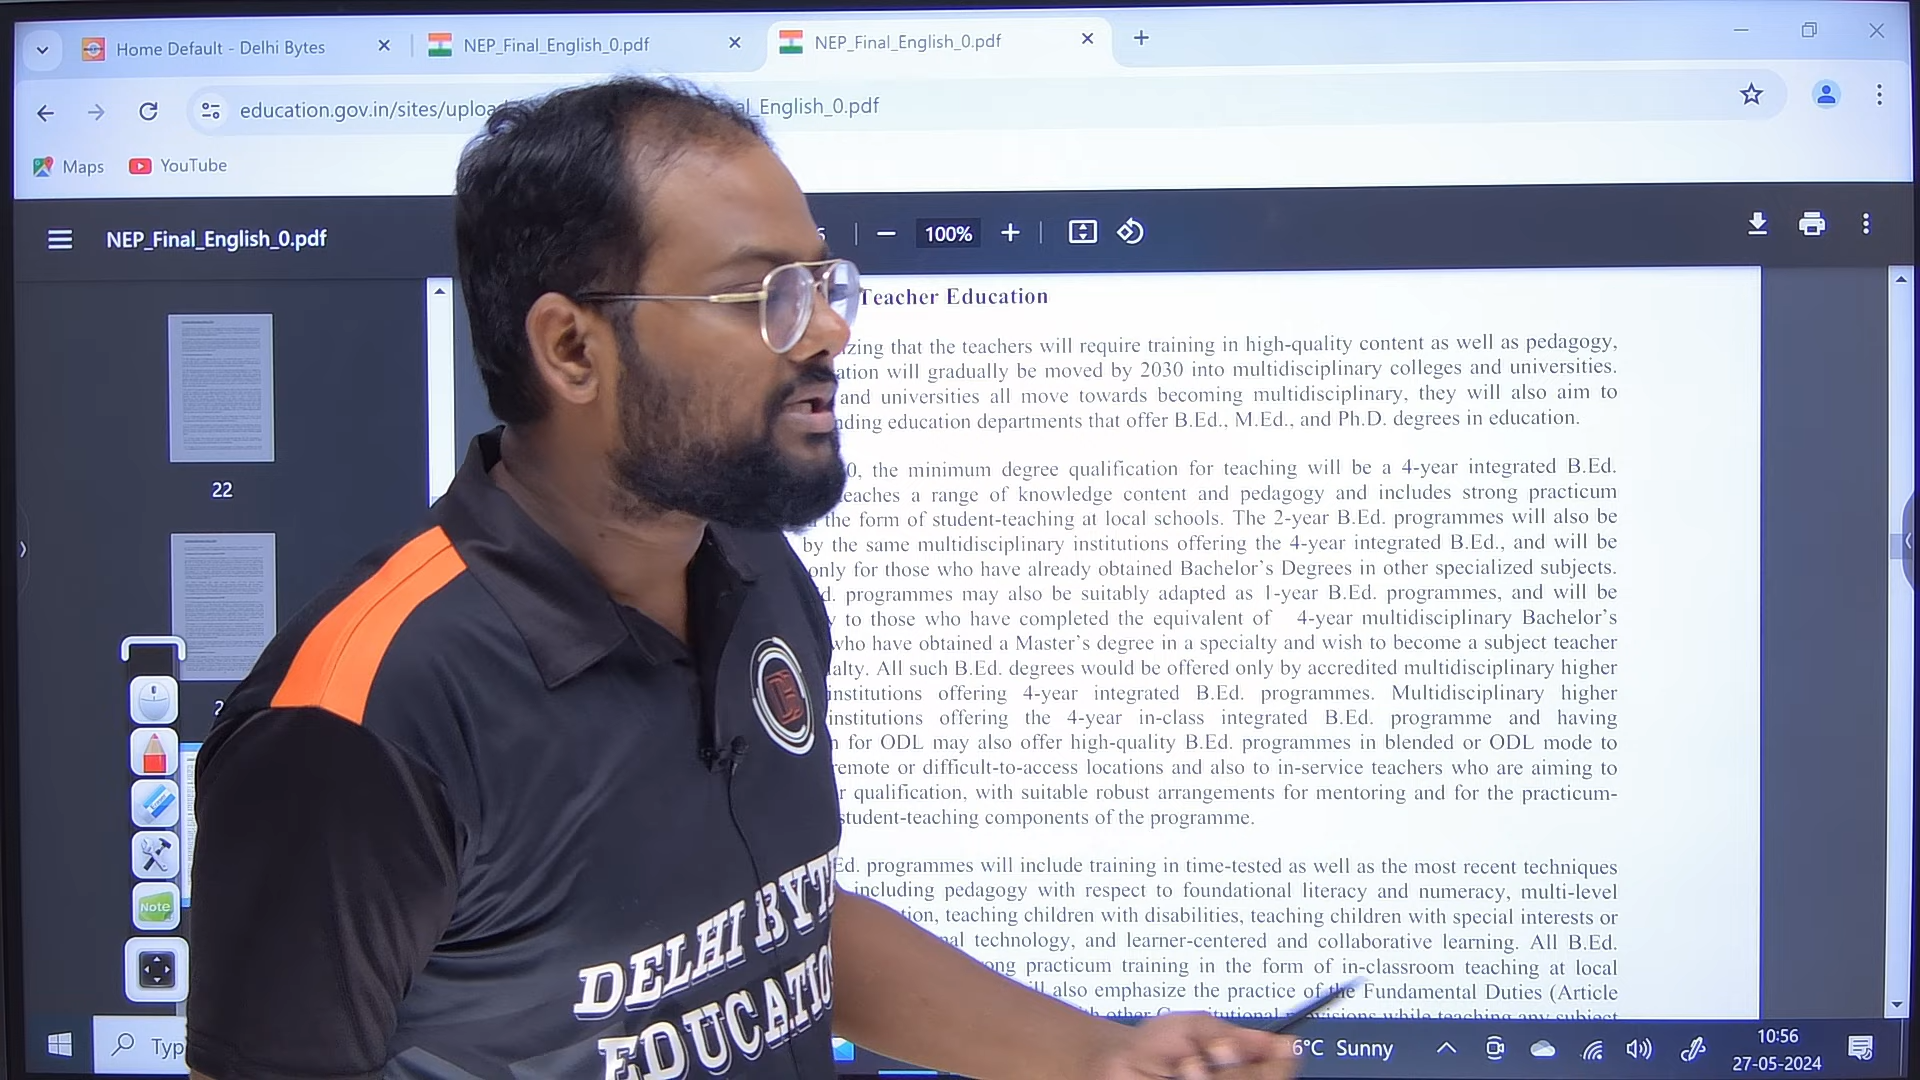 Home Default - Delhi Bytes
NEP_Final_English_0.pdf
NEP_Final_English_0.pdf
education.gov.in/sites/uploa
al_English_0.pdf
Maps
YouTube
NEP_Final_English_0.pdf
100%
Teacher Education
that the teachers will require training in high-quality content as well as pedagogy,
will gradually be moved by 2030 into multidisciplinary colleges and universities.
and universities all move towards becoming multidisciplinary, they will also aim to
education departments that offer B.Ed., M.Ed., and Ph.D. degrees in education.
22
0, the minimum degree qualification for teaching will be a 4-year integrated B.Ed.
teaches a range of knowledge content and pedagogy and includes strong practicum
the form of student-teaching at local schools. The 2-year B.Ed. programmes will also be
by the same multidisciplinary institutions offering the 4-year integrated B.Ed., and will be
only for those who have already obtained Bachelor's Degrees in other specialized subjects.
programmes may also be suitably adapted as 1-year B.Ed. programmes, and will be
to those who have completed the equivalent of 4-year multidisciplinary Bachelor's
who have obtained a Master's degree in a specialty and wish to become a subject teacher
alty. All such B.Ed. degrees would be offered only by accredited multidisciplinary higher
institutions offering 4-year integrated B.Ed. programmes. Multidisciplinary higher
institutions offering the 4-year in-class integrated B.Ed. programme and having
for ODL may also offer high-quality B.Ed. programmes in blended or ODL mode to
remote or difficult-to-access locations and also to in-service teachers who are aiming to
qualification, with suitable robust arrangements for mentoring and for the practicum-
student-teaching components of the programme.
Ed. programmes will include training in time-tested as well as the most recent techniques
including pedagogy with respect to foundational literacy and numeracy, multi-level
teaching children with disabilities, teaching children with special interests or
technology, and learner-centered and collaborative learning. All B.Ed.
practicum training in the form of in-classroom teaching at local
also emphasize the practice of the Fundamental Duties (Article
other Constitutional provisions while teaching any subject
Note
DELHI BYTE
EDUCATIO
Typ
6°C Sunny
10:56
27-05-2024